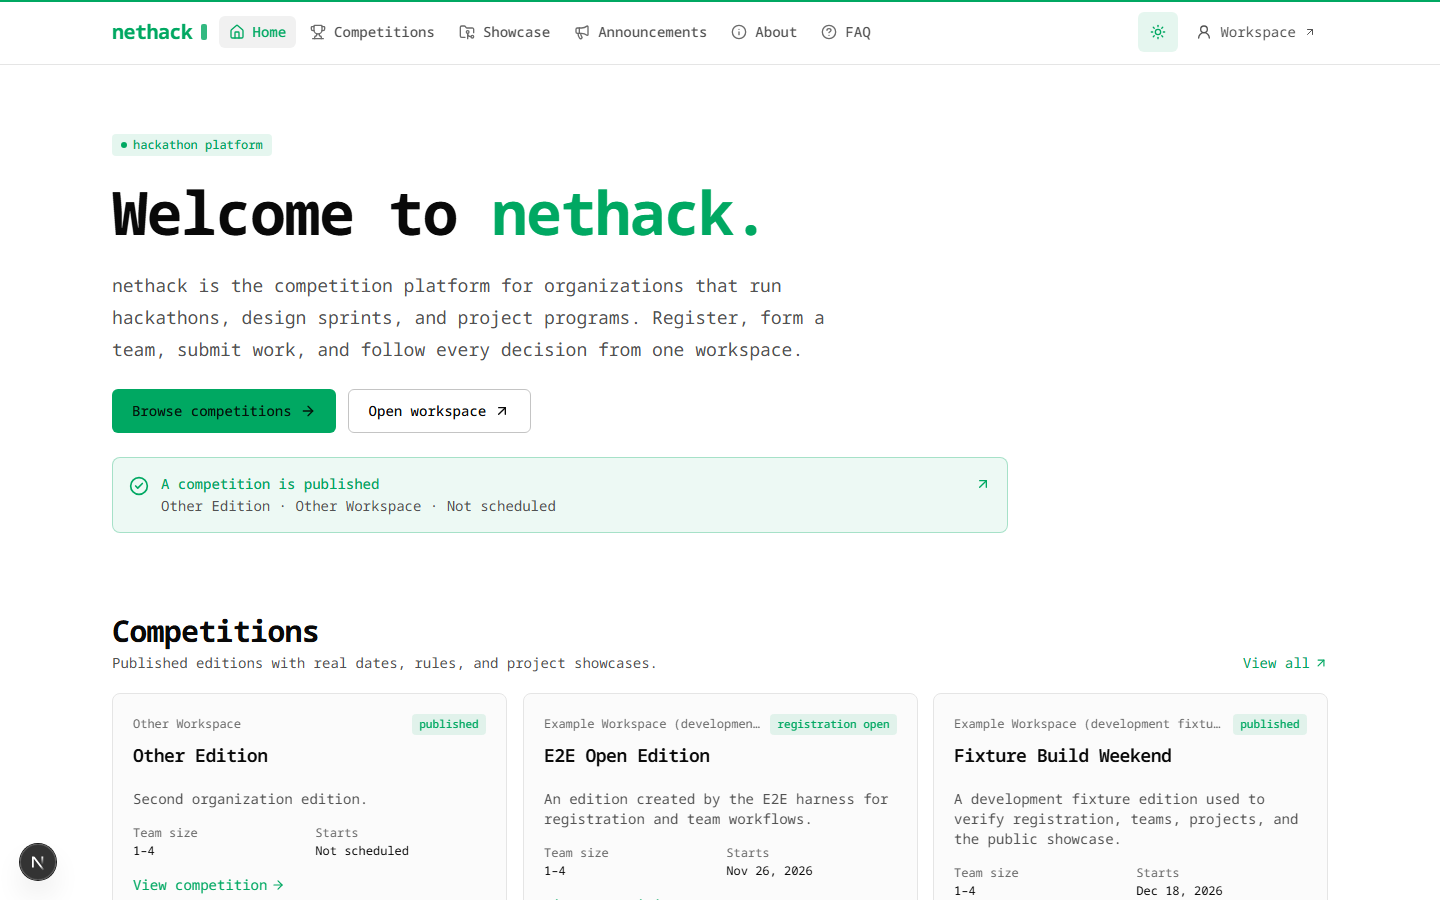 nethack
Home
Competitions
Showcase
Announcements
About
FAQ
Workspace
hackathon platform
Welcome to nethack.
nethack is the competition platform for organizations that run
hackathons, design sprints, and project programs. Register, form a
team, submit work, and follow every decision from one workspace.
Browse competitions
Open workspace
A competition is published
Other Edition · Other Workspace · Not scheduled
Competitions
Published editions with real dates, rules, and project showcases.
View all
Other Workspace
published
Other Edition
Second organization edition.
Team size
Starts
1–4
Not scheduled
View competition
Example Workspace (developmen…
registration open
E2E Open Edition
An edition created by the E2E harness for
registration and team workflows.
Team size
Starts
1–4
Nov 26, 2026
Example Workspace (development fixtu…
published
Fixture Build Weekend
A development fixture edition used to
verify registration, teams, projects, and
the public showcase.
Team size
Starts
1–4
Dec 18, 2026
N